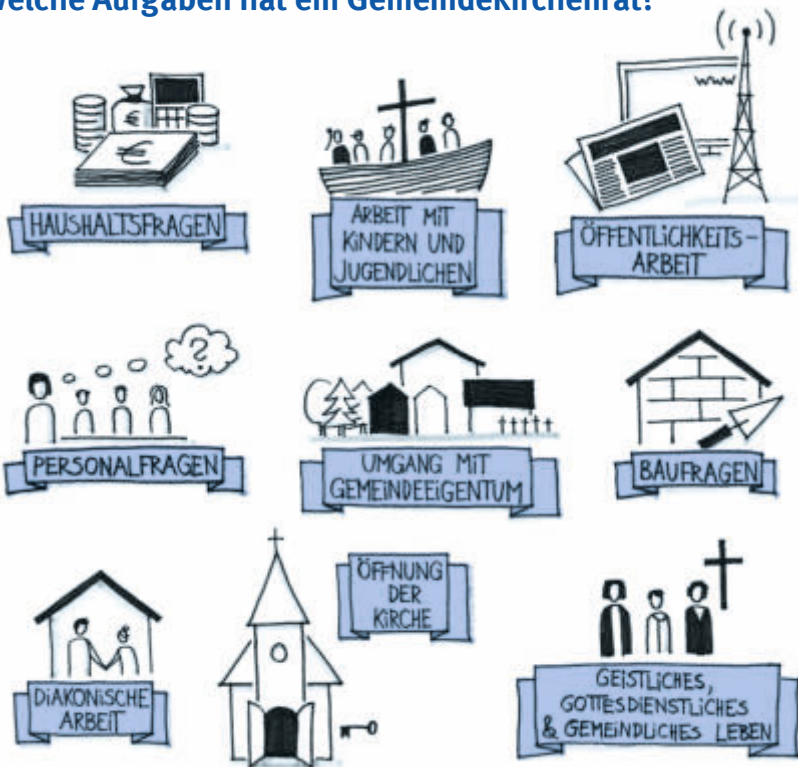 Welche Aufgaben hat ein Gemeindekirchenrat?
€
€
HAUSHALTSFRAGEN
ARBEIT MIT
KINDERN UND
JUGENDLICHEN
www
ÖFFENTLICHKEITS-
ARBEIT
?
PERSONALFRAGEN
UMGANG MIT
GEMEINDEEIGENTUM
BAUFRAGEN
DIAKONISCHE
ARBEIT
ÖFFNUNG
DER
KIRCHE
GEISTLICHES,
GOTTESDIENSTLICHES
& GEMEINDLICHES LEBEN